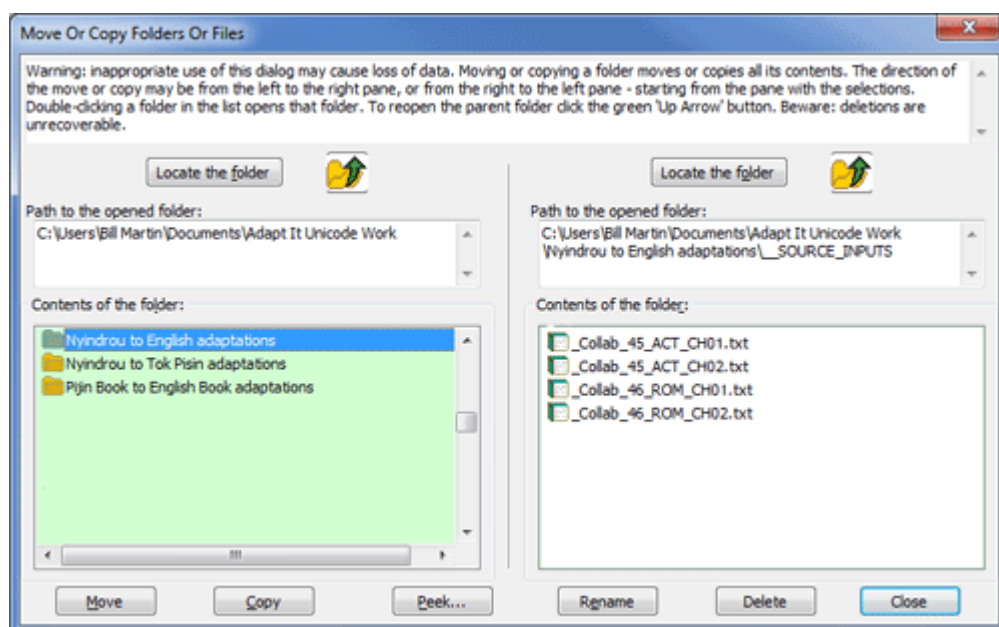 Move Or Copy Folders Or Files
Warning: inappropriate use of this dialog may cause loss of data. Moving or copying a folder moves or copies all its contents. The direction of
the move or copy may be from the left to the right pane, or from the right to the left pane - starting from the pane with the selections.
Double-clicking a folder in the list opens that folder. To reopen the parent folder click the green 'Up Arrow' button. Beware: deletions are
unrecoverable.
Locate the folder
Path to the opened folder:
C:\Users\Bill Martin\Documents\Adapt It Unicode Work
Contents of the folder:
Nyindrou to English adaptations
Nyindrou to Tok Pisin adaptations
Pijin Book to English Book adaptations
Locate the folder
Path to the opened folder:
C:\Users\Bill Martin\Documents\Adapt It Unicode Work
\Nyindrou to English adaptations\__SOURCE_INPUTS
Contents of the folder:
_Collab_45_ACT_CH01.txt
_Collab_45_ACT_CH02.txt
_Collab_46_ROM_CH01.txt
_Collab_46_ROM_CH02.txt
Move
Copy
Peek...
Rename
Delete
Close